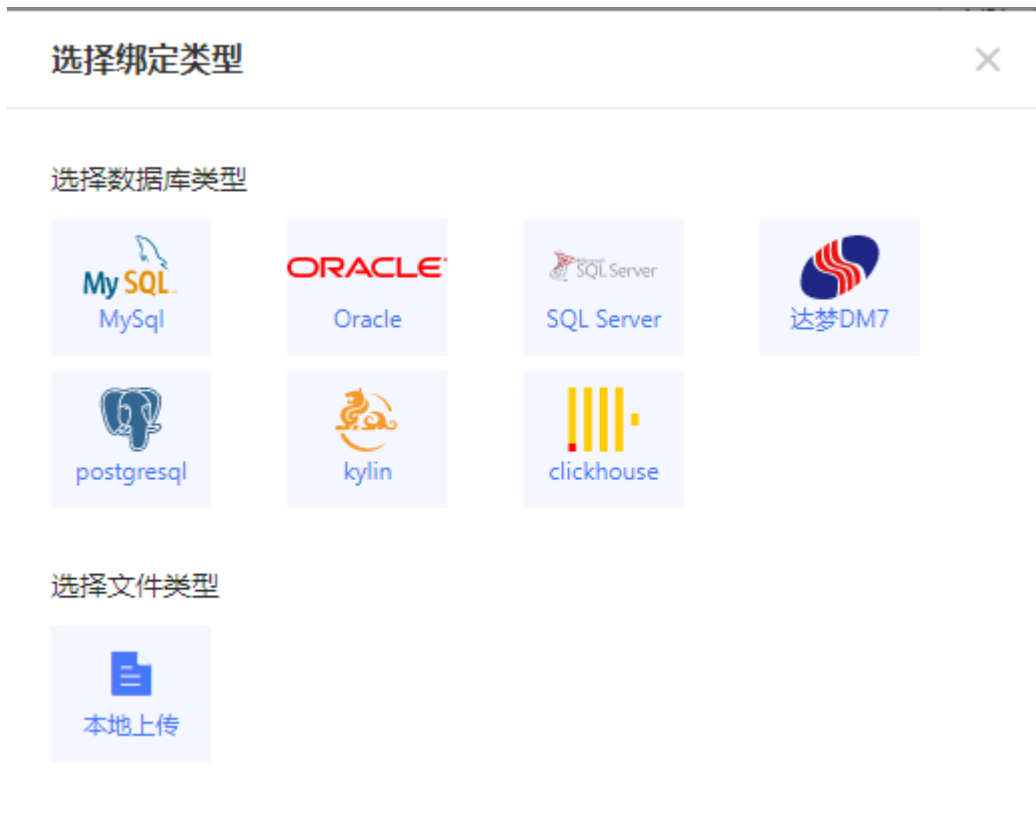 选择绑定类型
选择数据库类型
MySQL
ORACLE
SQL Server
MySql
Oracle
SQL Server
达梦DM7
postgresql
kylin
clickhouse
选择文件类型
本地上传